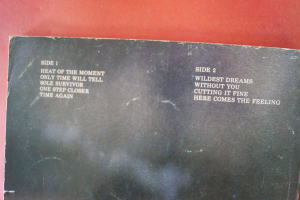 SIDE 1
HEAT OF THE MOMENT
ONLY TIME WILL TELL
SOLE SURVIVOR
ONE STEP CLOSER
TIME AGAIN
SIDE 2
WILDEST DREAMS
WITHOUT YOU
CUTTING IT FINE
HERE COMES THE FEELING